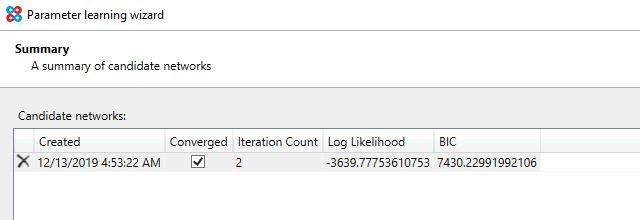 Parameter learning wizard
Summary
A summary of candidate networks
Candidate networks:
Created Converged Iteration Count Log Likelihood BIC
12/13/2019 4:53:22 AM 2 -3639.77753610753 7430.22991992106